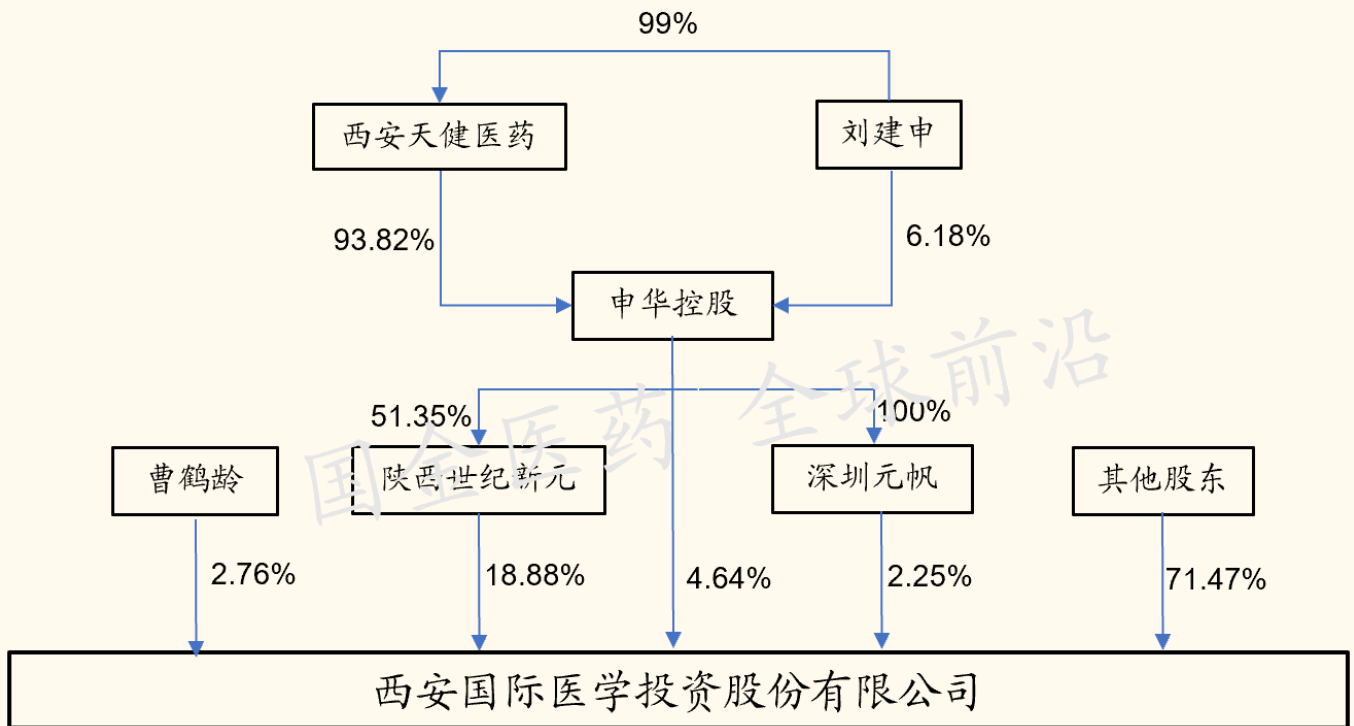 99%
西安天健医药
刘建申
93.82%
6.18%
申华控股
国金医药 全球前沿
51.35%
100%
曹鹤龄
陕西世纪新元
深圳元帆
其他股东
2.76%
18.88%
4.64%
2.25%
71.47%
西安国际医学投资股份有限公司